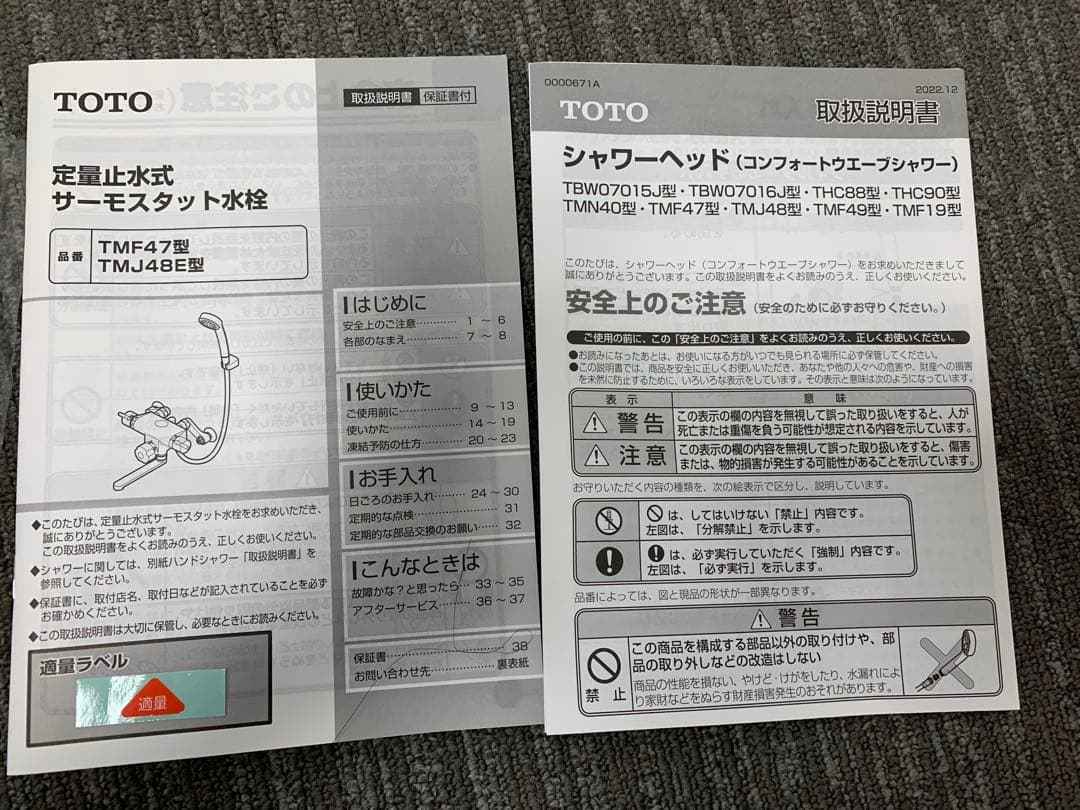 TOTO
取扱説明書 保証書付
定量止水式
サーモスタット水栓
品番
TMF47型
TMJ48E型
はじめに
安全上のご注意………… 1 ～ 6
各部のなまえ………… 7 ～ 8
使いかた
ご使用前に………… 9 ～ 13
使いかた………… 14 ～ 19
凍結予防の仕方………… 20 ～ 23
お手入れ
日ごろのお手入れ……… 24 ～ 30
定期的な点検………… 31
定期的な部品交換のお願い… 32
こんなときは
故障かな？と思ったら… 33 ～ 35
アフターサービス……… 36 ～ 37
保証書………… 38
お問い合わせ先………… 裏表紙
◆このたびは、定量止水式サーモスタット水栓をお求めいただき、
誠にありがとうございます。
この取扱説明書をよくお読みのうえ、正しくお使いください。
◆シャワーに関しては、別紙ハンドシャワー「取扱説明書」を
参照してください。
◆保証書に、取付店名、取付日などが記入されていることを必ず
お確かめください。
◆この取扱説明書は大切に保管し、必要なときにお読みください。
適量ラベル
適量
0000671A
2022.12
TOTO
取扱説明書
シャワーヘッド（コンフォートウエーブシャワー）
TBW07015J型・TBW07016J型・THC88型・THC90型
TMN40型・TMF47型・TMJ48型・TMF49型・TMF19型
このたびは、シャワーヘッド（コンフォートウエーブシャワー）をお求めいただきまして
誠にありがとうございます。この取扱説明書をよくお読みのうえ、正しくお使いください。
安全上のご注意（安全のために必ずお守りください。）
ご使用の前に、この「安全上のご注意」をよくお読みのうえ、正しくお使いください。
●お読みになったあとは、お使いになる方がいつでも見られる場所に必ず保管してください。
●この説明書では、商品を安全に正しくお使いいただき、あなたや他の人々への危害や、財産への損害
を未然に防止するために、いろいろな表示をしています。その表示と意味は次のようになっています。
表 示 意 味
警告 この表示の欄の内容を無視して誤った取り扱いをすると、人が
死亡または重傷を負う可能性が想定される内容を示しています。
注意 この表示の欄の内容を無視して誤った取り扱いをすると、傷害
または、物的損害が発生する可能性があることを示しています。
お守りいただく内容の種類を、次の絵表示で区分し、説明しています。
は、してはいけない「禁止」内容です。
左図は、「分解禁止」を示します。
は、必ず実行していただく「強制」内容です。
左図は、「必ず実行」を示します。
品番によっては、図と現品の形状が一部異なります。
警告
禁 止
この商品を構成する部品以外の取り付けや、部
品の取り外しなどの改造はしない
商品の性能を損ない、やけど・けがをしたり、水漏れによ
り家財などをぬらす財産損害発生のおそれがあります。